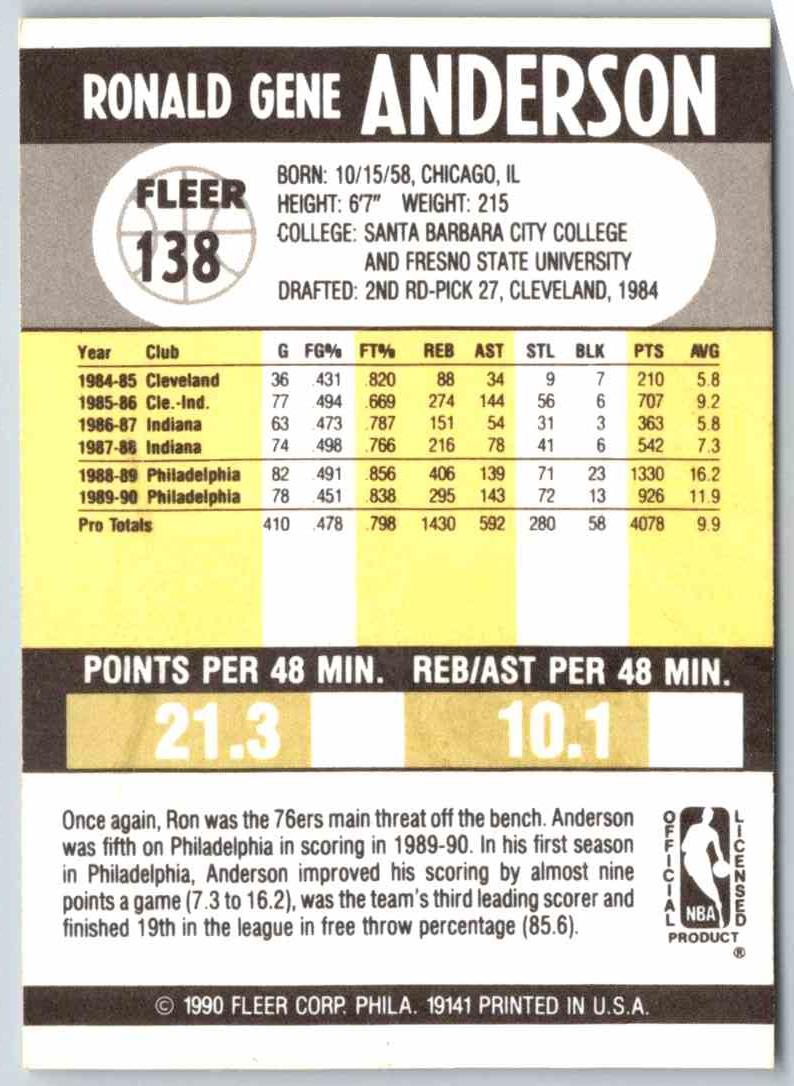 RONALD GENE ANDERSON
FLEER
138
BORN: 10/15/58, CHICAGO, IL
HEIGHT: 6'7" WEIGHT: 215
COLLEGE: SANTA BARBARA CITY COLLEGE
AND FRESNO STATE UNIVERSITY
DRAFTED: 2ND RD-PICK 27, CLEVELAND, 1984
Year Club G FG% FT% REB AST STL BLK PTS AVG
1984-85 Cleveland 36 .431 .820 88 34 9 7 210 5.8
1985-86 Cle.-Ind. 77 .494 .669 274 144 56 6 707 9.2
1986-87 Indiana 63 .473 .787 151 54 31 3 363 5.8
1987-88 Indiana 74 .498 .766 216 78 41 6 542 7.3
1988-89 Philadelphia 82 .491 .856 406 139 71 23 1330 16.2
1989-90 Philadelphia 78 .451 .838 295 143 72 13 926 11.9
Pro Totals 410 .478 .798 1430 592 280 58 4078 9.9
POINTS PER 48 MIN. REB/AST PER 48 MIN.
21.3 10.1
Once again, Ron was the 76ers main threat off the bench. Anderson
was fifth on Philadelphia in scoring in 1989-90. In his first season
in Philadelphia, Anderson improved his scoring by almost nine
points a game (7.3 to 16.2), was the team's third leading scorer and
finished 19th in the league in free throw percentage (85.6).
OFFICIAL
LICENSED
NBA
PRODUCT
®
© 1990 FLEER CORP. PHILA. 19141 PRINTED IN U.S.A.